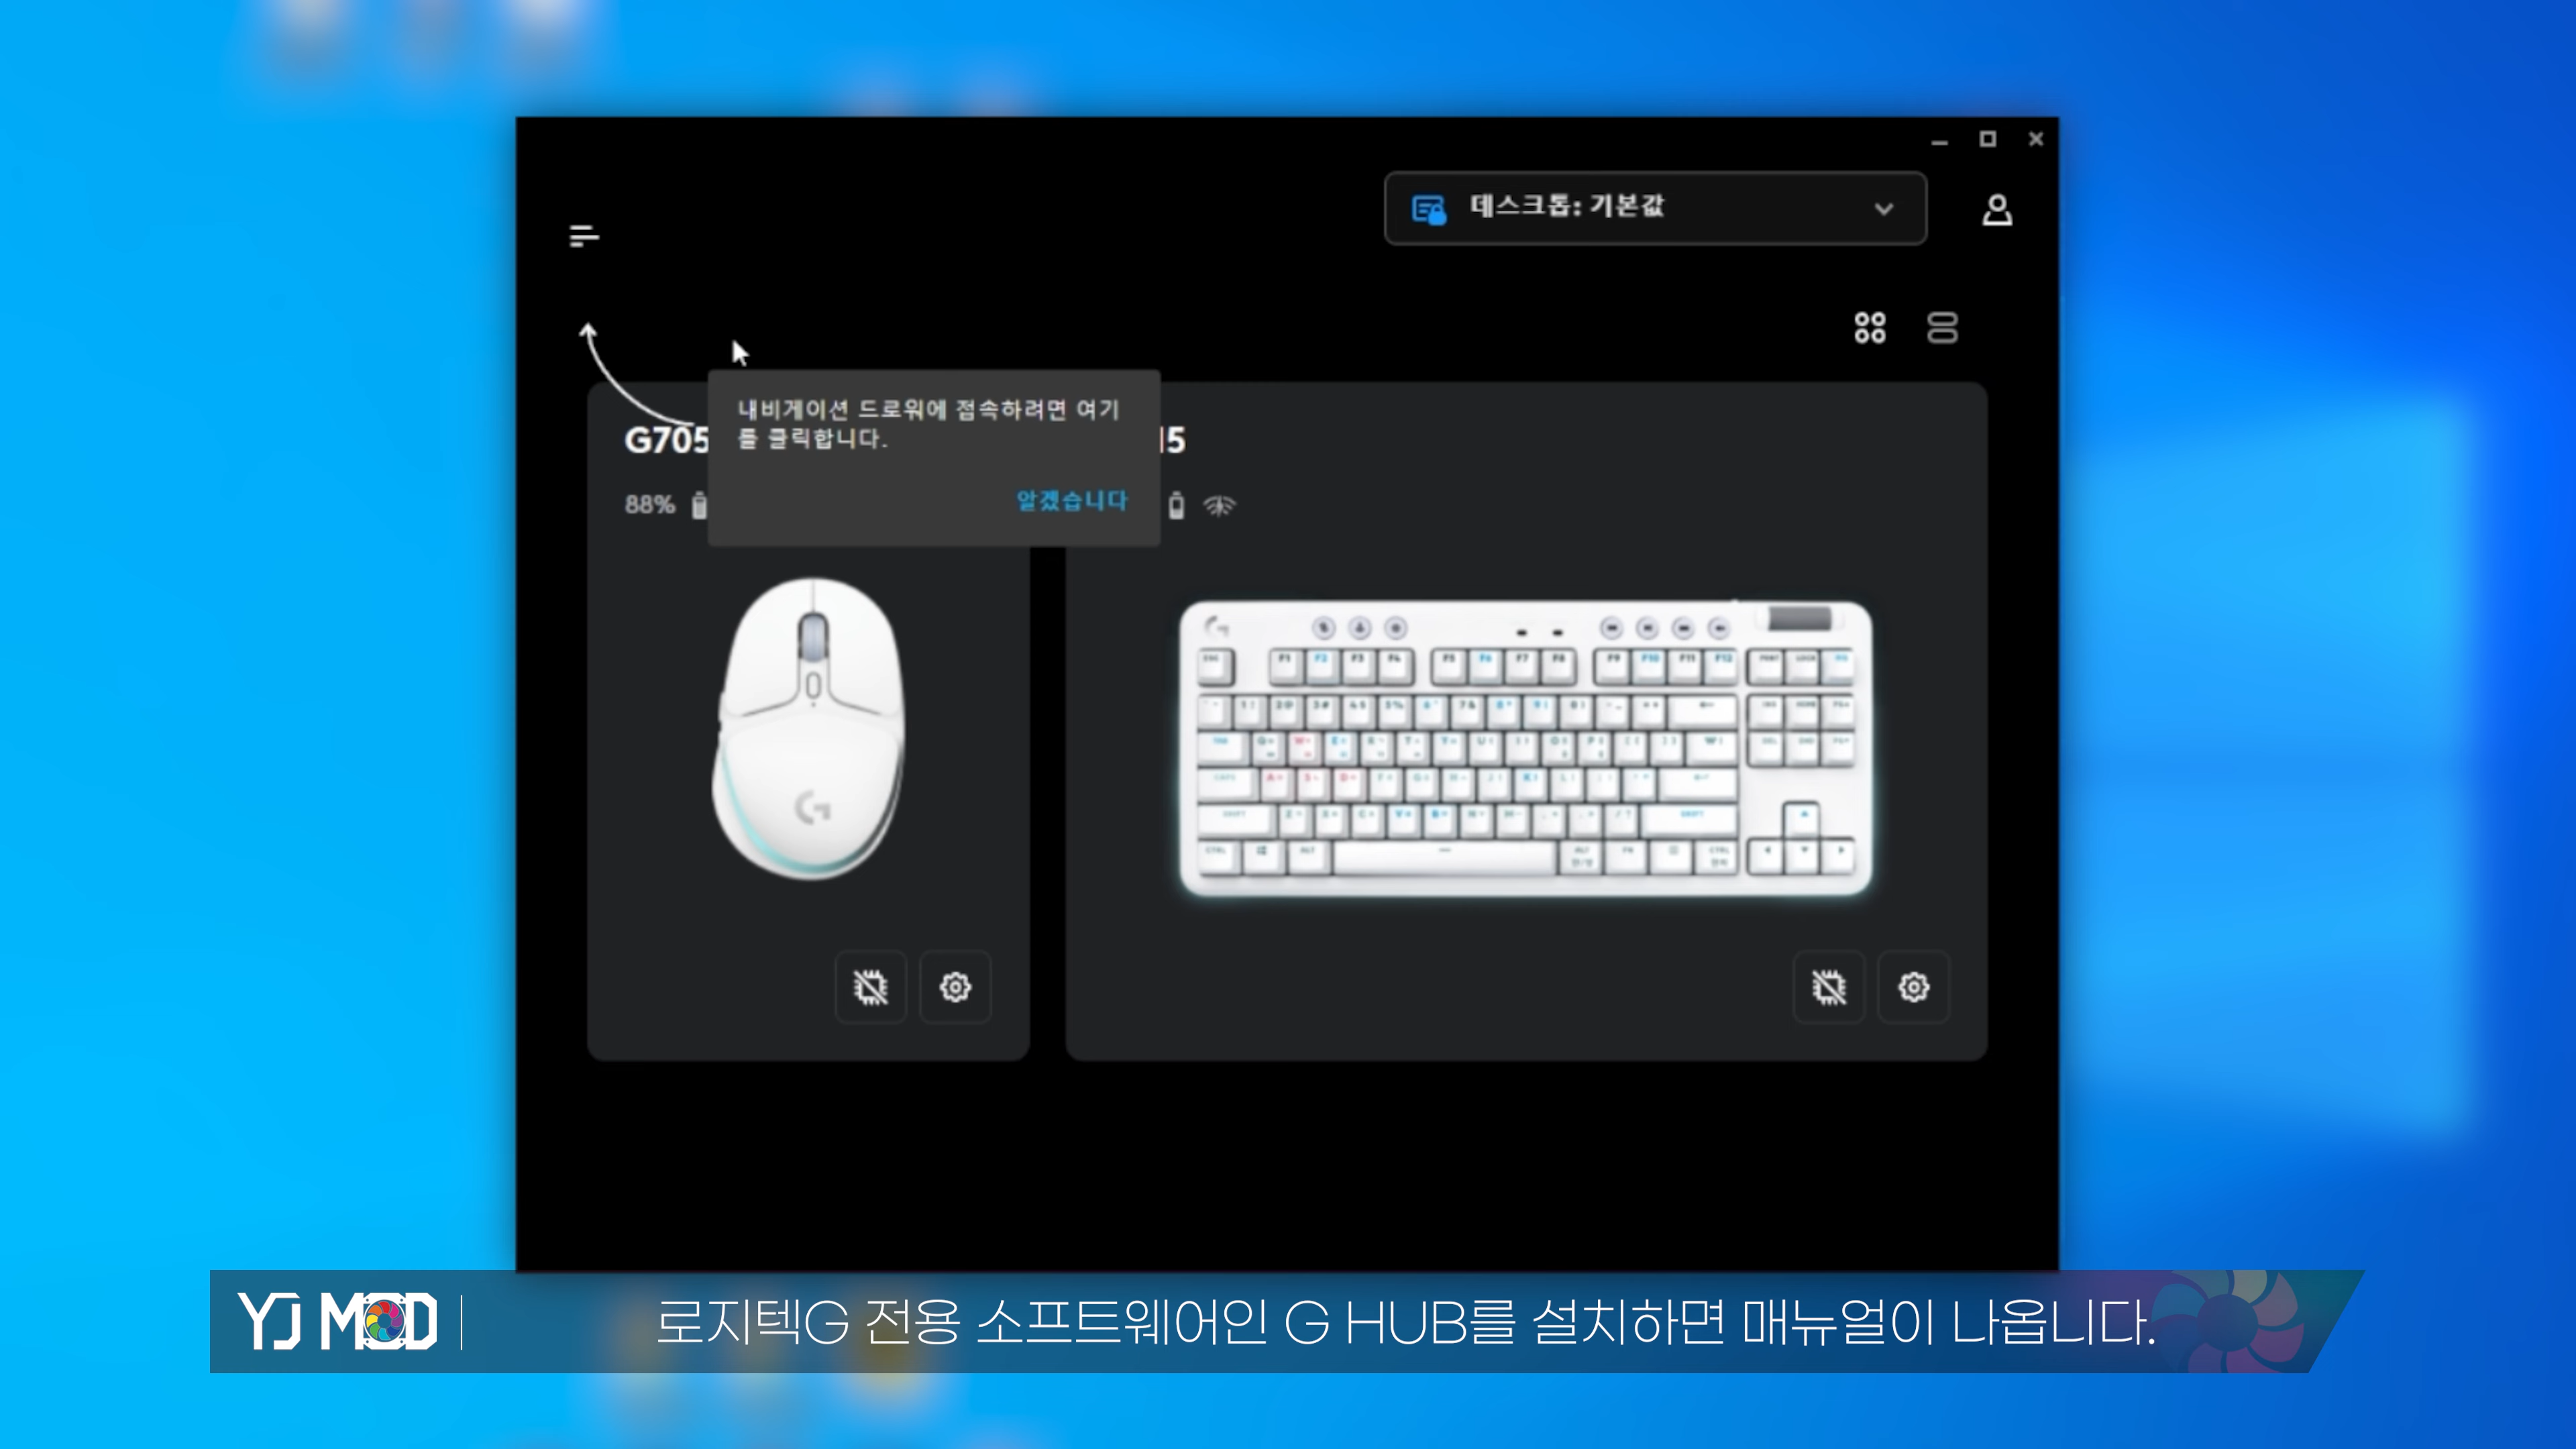 데스크톱: 기본값
내비게이션 드로워에 접속하려면 여기
를 클릭합니다.
알겠습니다
G705
15
88%
YJ MOD
로지텍G 전용 소프트웨어인 G HUB를 설치하면 매뉴얼이 나옵니다.